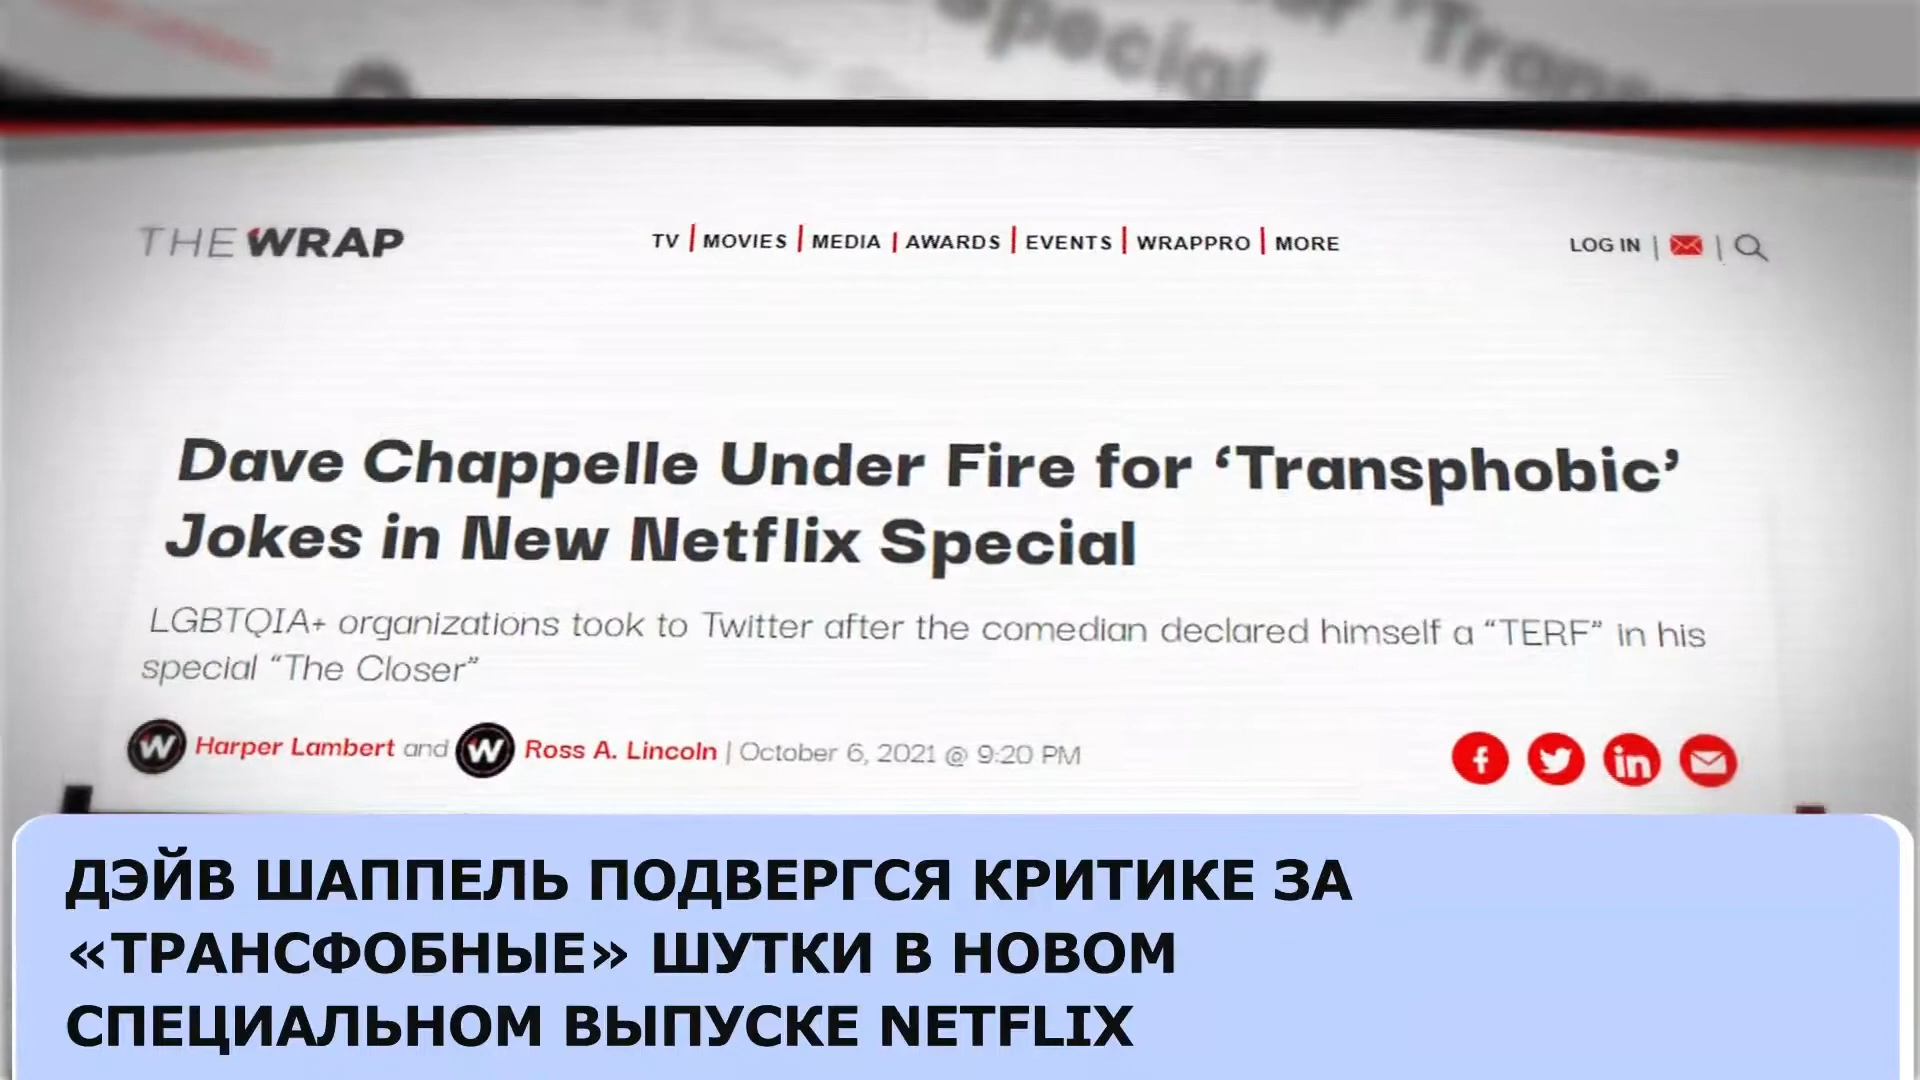 Special
'Trans
THE WRAP
TV | MOVIES | MEDIA | AWARDS | EVENTS | WRAPPRO | MORE
LOG IN
Dave Chappelle Under Fire for ‘Transphobic’
Jokes in New Netflix Special
LGBTQIA+ organizations took to Twitter after the comedian declared himself a “TERF” in his
special “The Closer”
W Harper Lambert and W Ross A. Lincoln | October 6, 2021 @ 9:20 PM
ДЭЙВ ШАППЕЛЬ ПОДВЕРГСЯ КРИТИКЕ ЗА
«ТРАНСФОБНЫЕ» ШУТКИ В НОВОМ
СПЕЦИАЛЬНОМ ВЫПУСКЕ NETFLIX